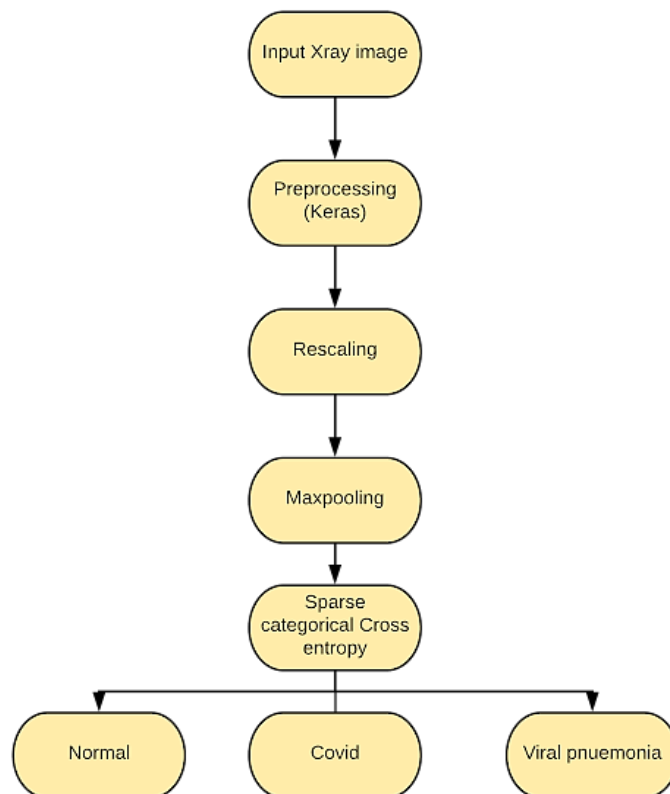 Input Xray image
Preprocessing
(Keras)
Rescaling
Maxpooling
Sparse
categorical Cross
entropy
Normal
Covid
Viral pnuemonia